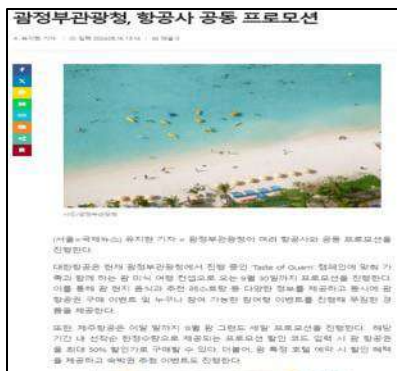 괌정부관광청, 항공사 공동 프로모션
(서울=국제뉴스) 유지현 기자 = 괌정부관광청이 여러 항공사와 공동 프로모션을
진행한다.
대한항공은 현재 괌정부관광청에서 진행 중인 'Taste of Guam' 캠페인에 맞춰 가
족과 함께 하는 괌 미식 여행 컨셉으로 오는 9월 30일까지 프로모션을 진행한다.
이를 통해 괌 현지 음식과 추천 레스토랑 등 다양한 정보를 제공하고 동시에 괌
항공권 구매 이벤트 및 누구나 참여 가능한 참여형 이벤트를 진행해 푸짐한 경
품을 제공한다.
또한 제주항공은 이달 말까지 '8월 괌 그랜드 세일' 프로모션을 진행한다. 해당
기간 내 선착순 한정수량으로 제공되는 프로모션 할인 코드 입력 시 괌 항공권
을 최대 50% 할인가로 구매할 수 있다. 더불어, 괌 특정 호텔 예약 시 할인 혜택
을 제공하고 숙박권 추첨 이벤트도 진행한다.